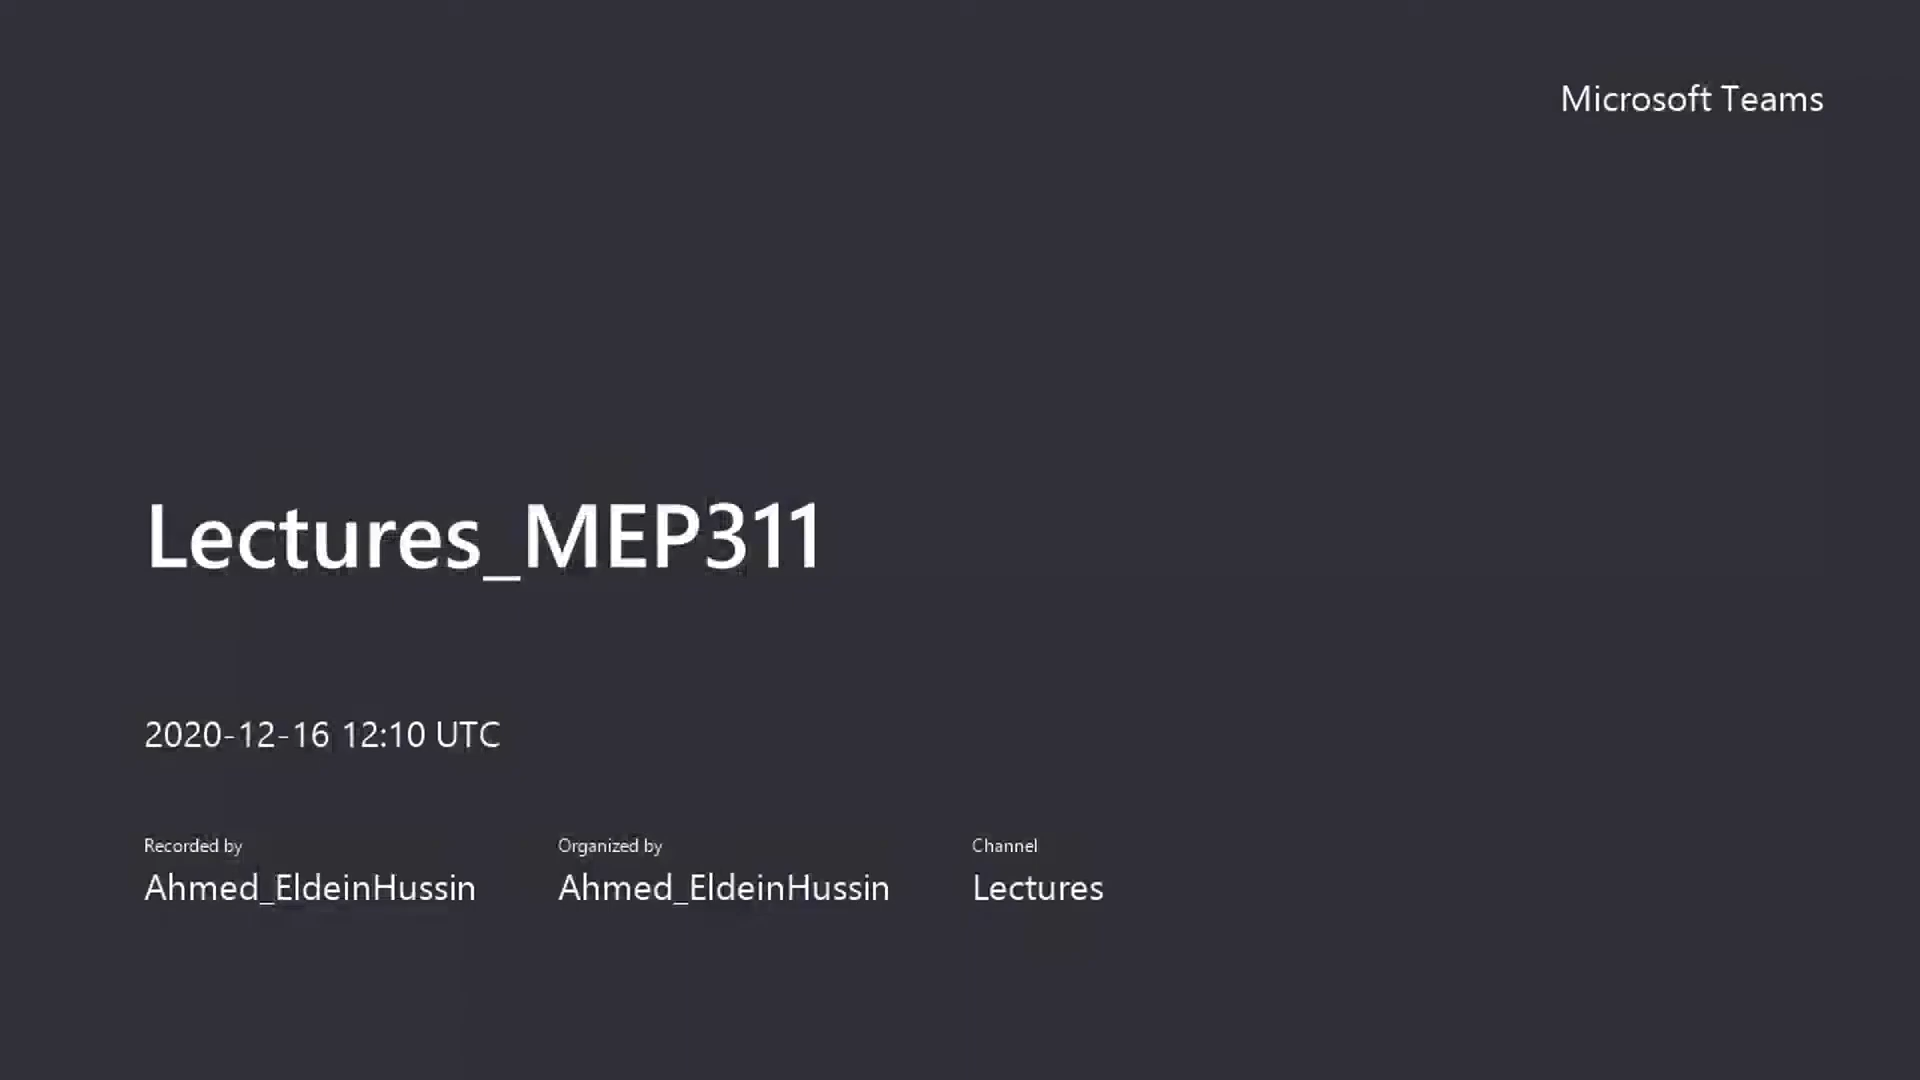 Microsoft Teams
Lectures_MEP311
2020-12-16 12:10 UTC
Recorded by
Ahmed_EldeinHussin
Organized by
Ahmed_EldeinHussin
Channel
Lectures